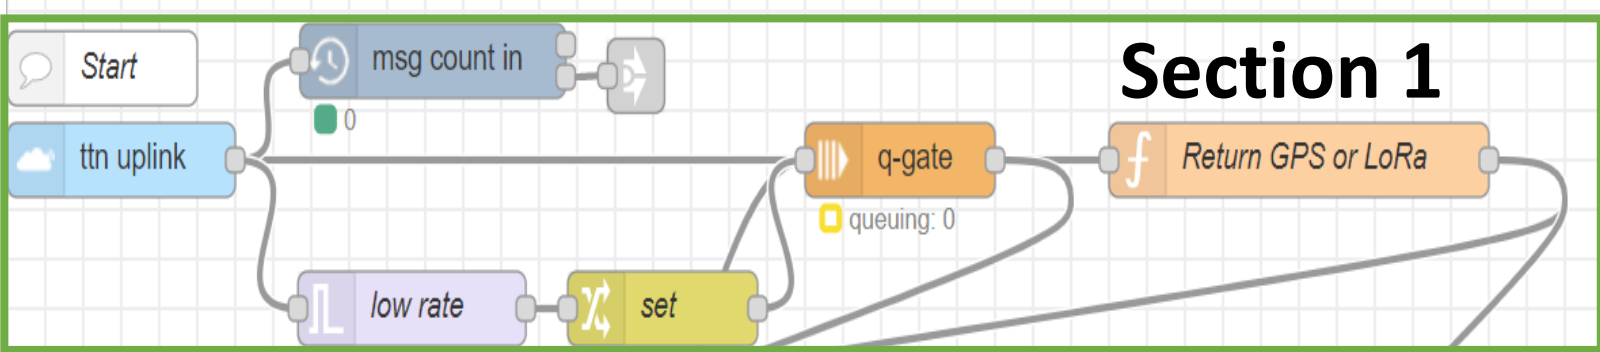 Start
msg count in
Section 1
0
ttn uplink
q-gate
Return GPS or LoRa
queuing: 0
low rate
set